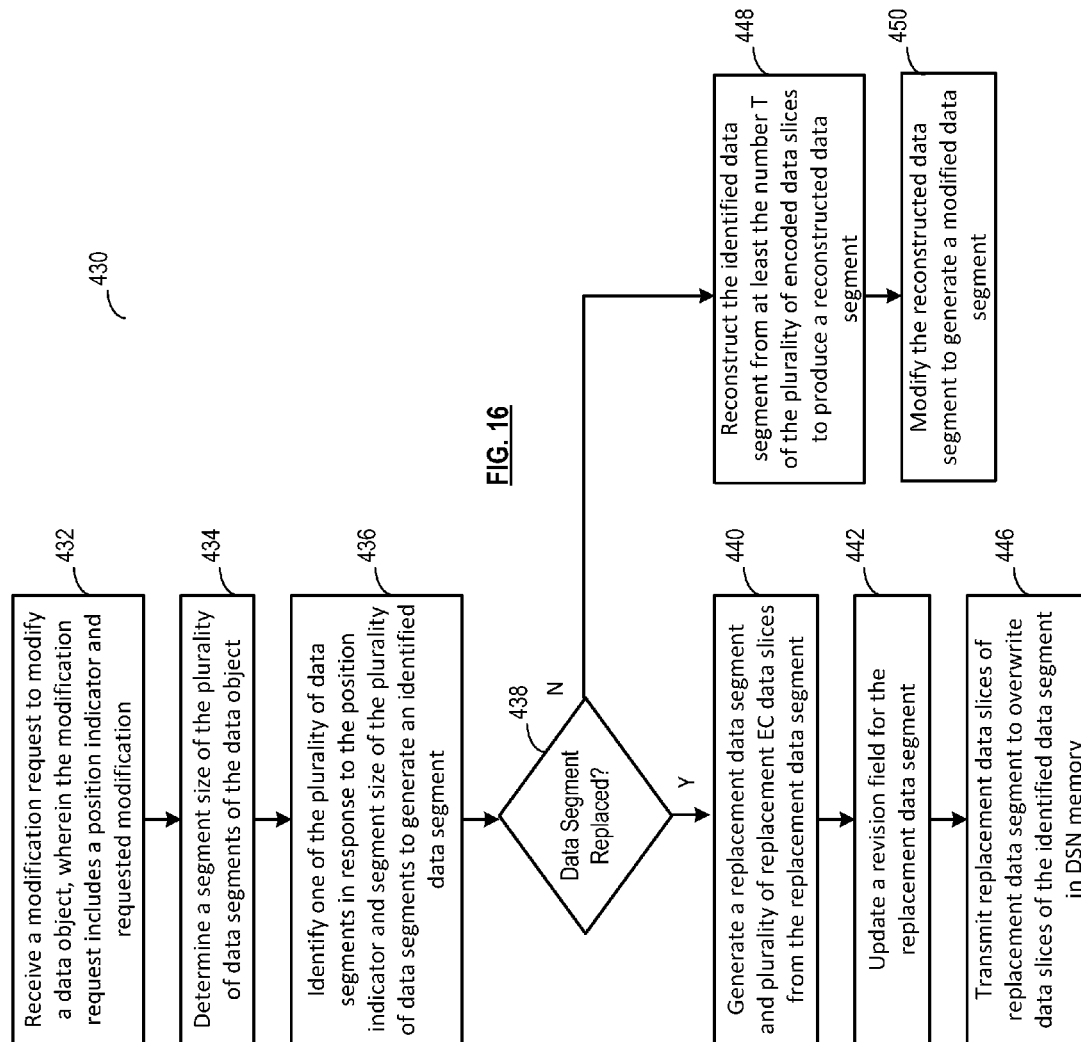 430
432
Receive a modification request to modify
a data object, wherein the modification
request includes a position indicator and
requested modification
434
Determine a segment size of the plurality
of data segments of the data object
436
Identify one of the plurality of data
segments in response to the position
indicator and segment size of the plurality
of data segments to generate an identified
data segment
438
Data Segment
Replaced?
N
Y
440
Generate a replacement data segment
and plurality of replacement EC data slices
from the replacement data segment
442
Update a revision field for the
replacement data segment
446
Transmit replacement data slices of
replacement data segment to overwrite
data slices of the identified data segment
in DSN memory
448
Reconstruct the identified data
segment from at least the number T
of the plurality of encoded data slices
to produce a reconstructed data
segment
450
Modify the reconstructed data
segment to generate a modified data
segment
FIG. 16